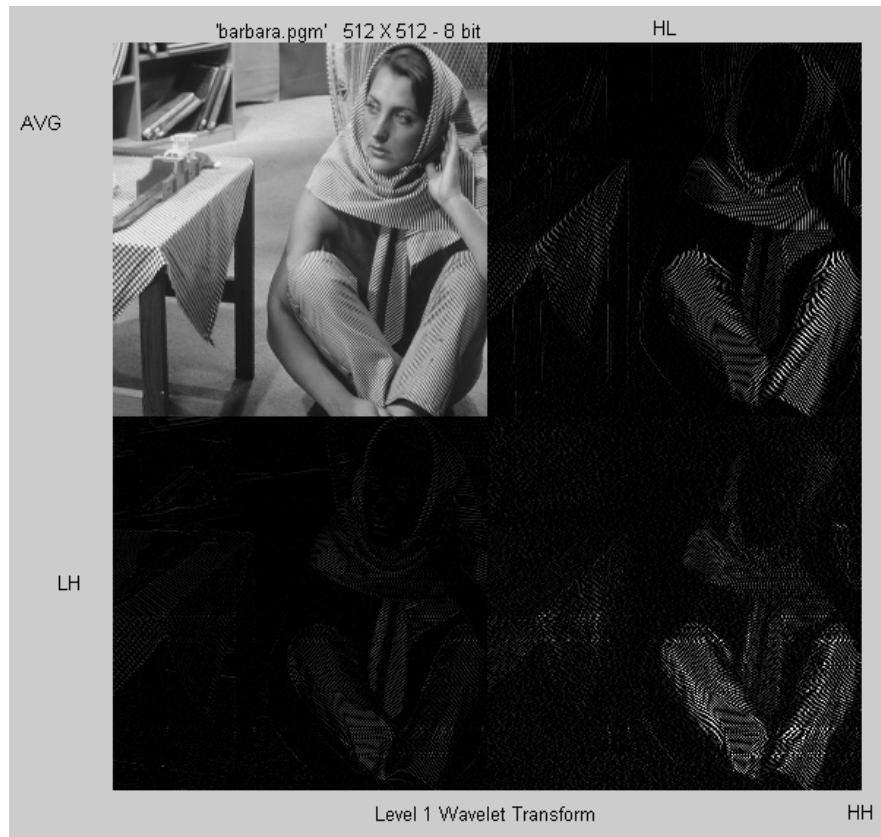 'barbara.pgm' 512 X 512 - 8 bit
HL
AVG
LH
Level 1 Wavelet Transform
HH